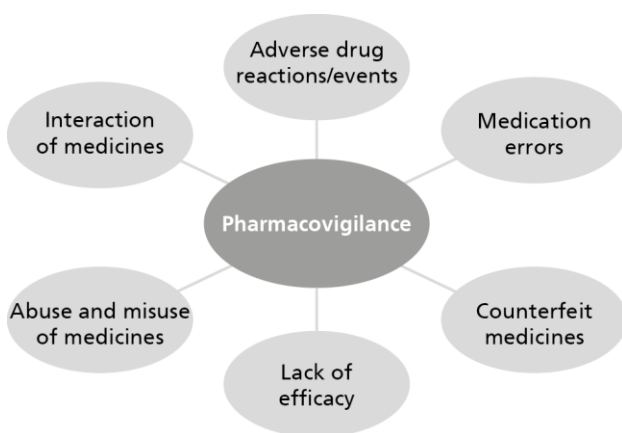 Adverse drug
reactions/events
Interaction
of medicines
Medication
errors
Pharmacovigilance
Abuse and misuse
of medicines
Counterfeit
medicines
Lack of
efficacy